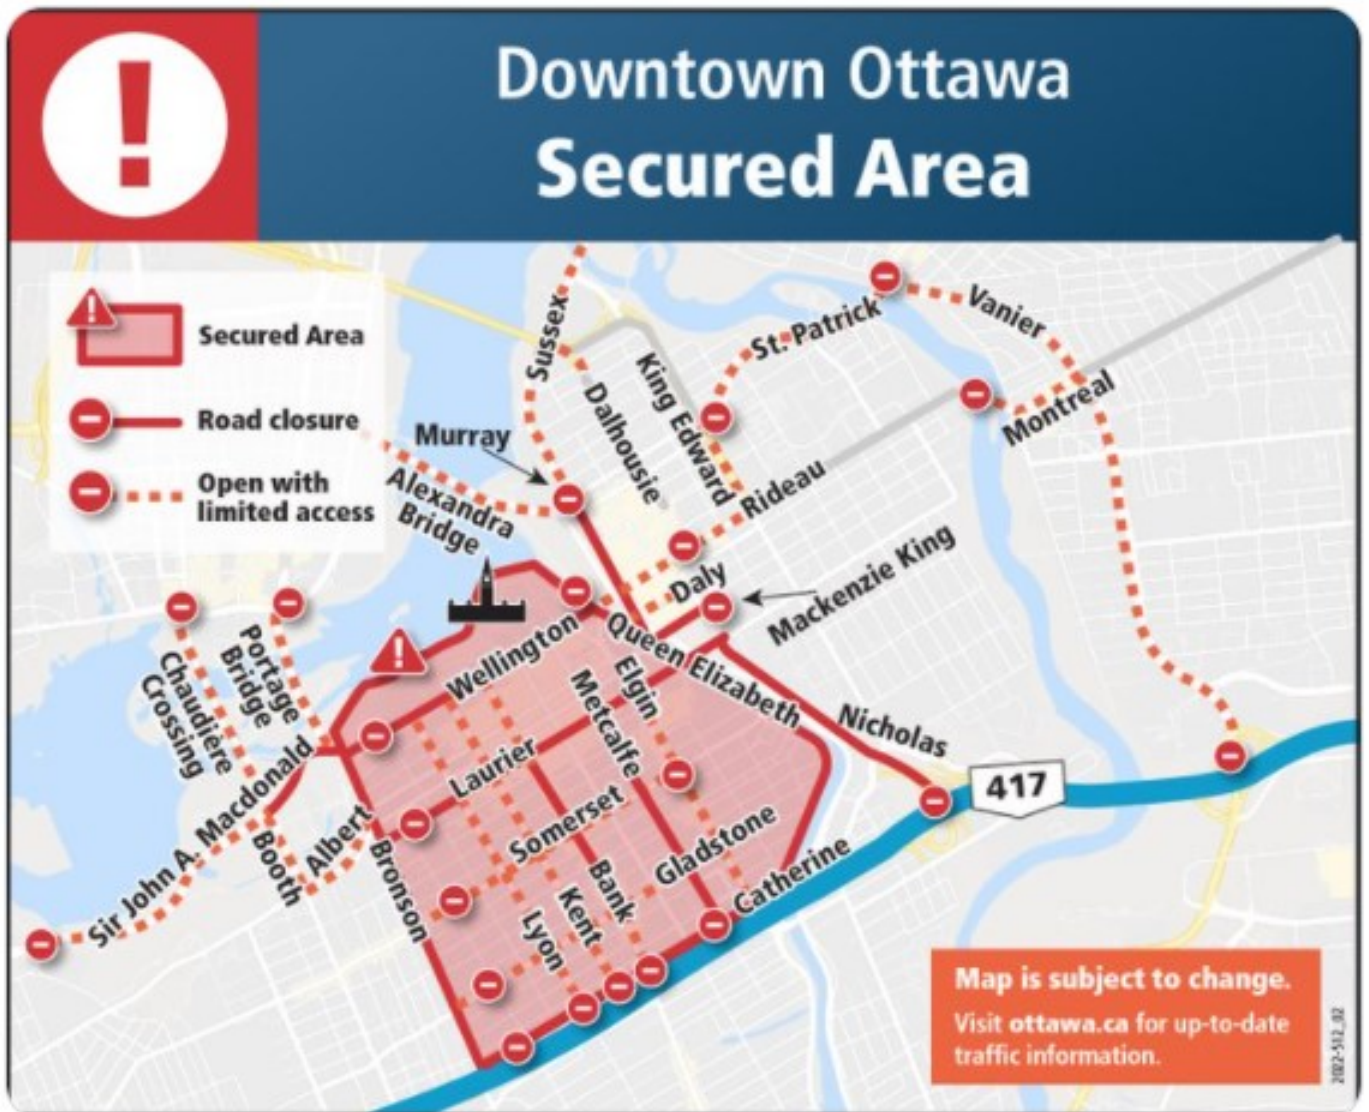 !
Downtown Ottawa
Secured Area
!
Secured Area
Road closure
Open with
limited access
Sussex
St. Patrick
Vanier
King Edward
Dalhousie
Montreal
Murray
Alexandra
Bridge
Rideau
Daly
Mackenzie King
Portage
Bridge
Chaudière
Crossing
!
Wellington
Queen Elizabeth
Elgin
Metcalfe
Nicholas
417
Laurier
Somerset
Sir John A. Macdonald
Booth
Albert
Bronson
Gladstone
Catherine
Bank
Kent
Lyon
Map is subject to change.
Visit ottawa.ca for up-to-date
traffic information.
2022-512_02